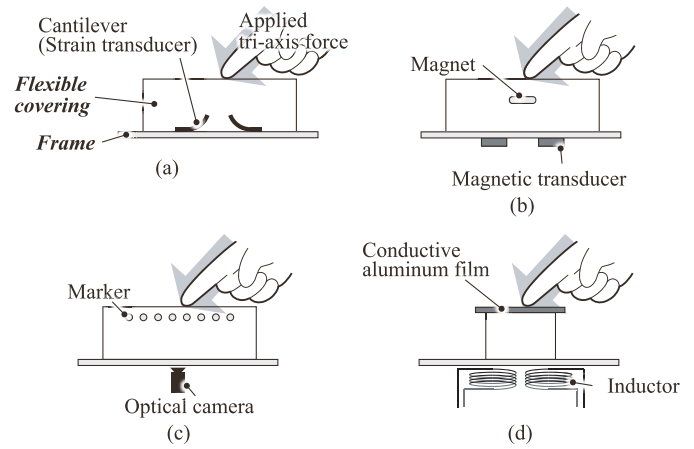 Cantilever
(Strain transducer)
Applied
tri-axis force
Flexible
covering
Frame
(a)
Magnet
Magnetic transducer
(b)
Marker
Optical camera
(c)
Conductive
aluminum film
Inductor
(d)